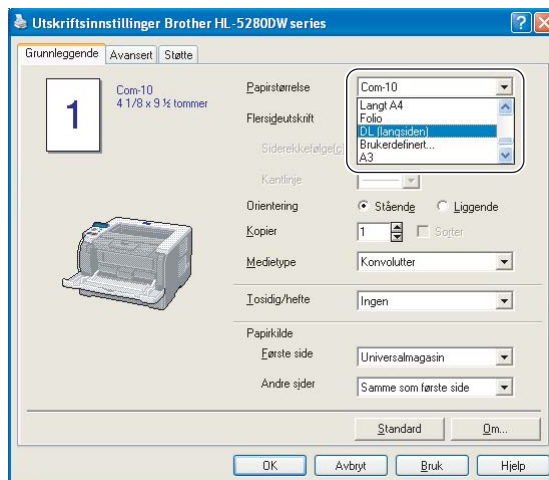 Utskriftsinnstillinger Brother HL-5280DW series
Grunnleggende Avansert Støtte
1
Com-10
4 1/8 x 9 ½ tommer
Papirstørrelse Com-10
Langt A4
Folio
DL (langsiden)
Brukerdefinert...
A3
Flersideutskrift
Siderekkefølge(c)
Kantlinje
Orientering Stående Liggende
Kopier 1 Sorter
Medietype Konvolutter
Tosidig/hefte Ingen
Papirkilde
Første side Universalmagasin
Andre sider Samme som første side
Standard Om...
OK Avbryt Bruk Hjelp